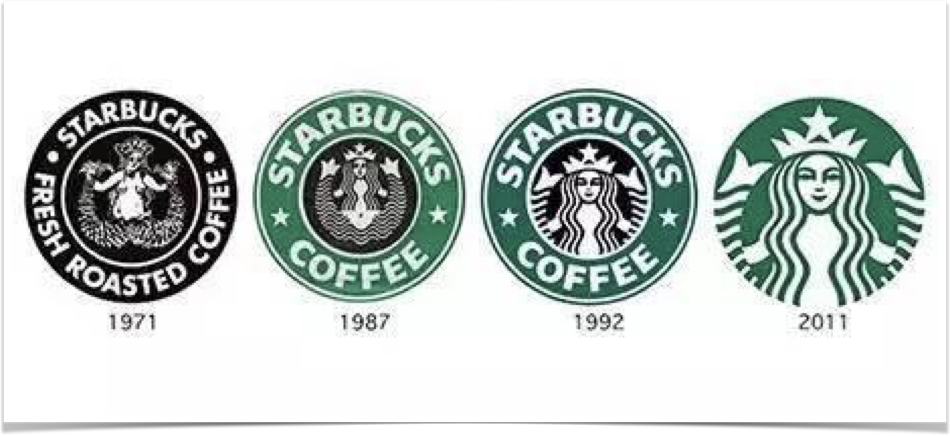 STARBUCKS
FRESH ROASTED COFFEE
1971
STARBUCKS
COFFEE
1987
STARBUCKS
COFFEE
1992
2011